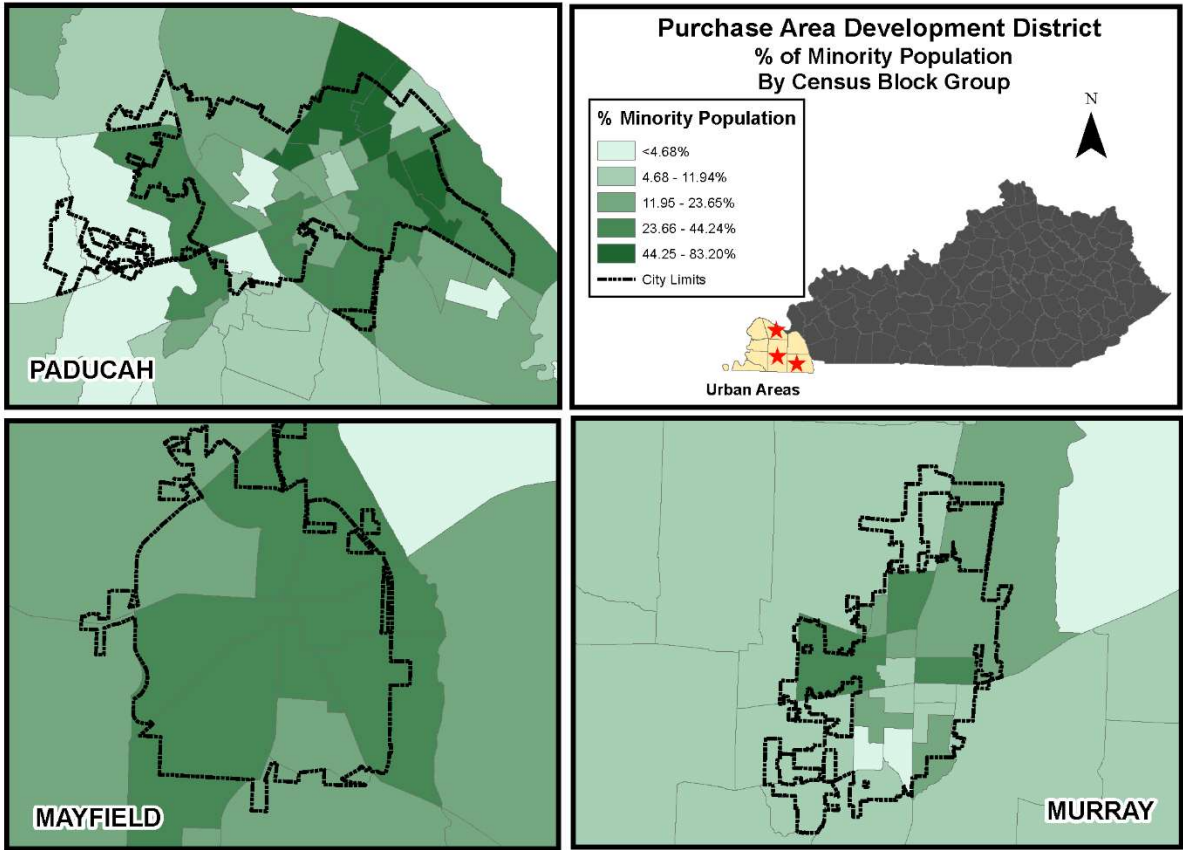 Purchase Area Development District
% of Minority Population
By Census Block Group
% Minority Population
<4.68%
4.68 - 11.94%
11.95 - 23.65%
23.66 - 44.24%
44.25 - 83.20%
City Limits
N
Urban Areas
PADUCAH
MAYFIELD
MURRAY